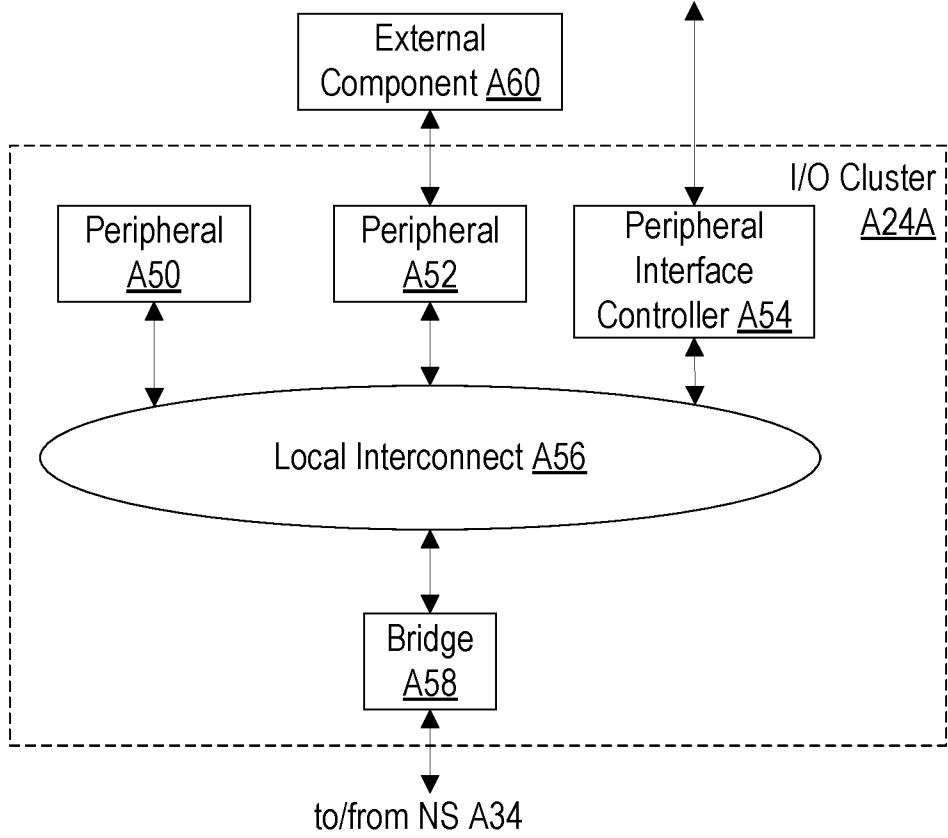 External
Component A60
I/O Cluster
A24A
Peripheral
A50
Peripheral
A52
Peripheral
Interface
Controller A54
Local Interconnect A56
Bridge
A58
to/from NS A34